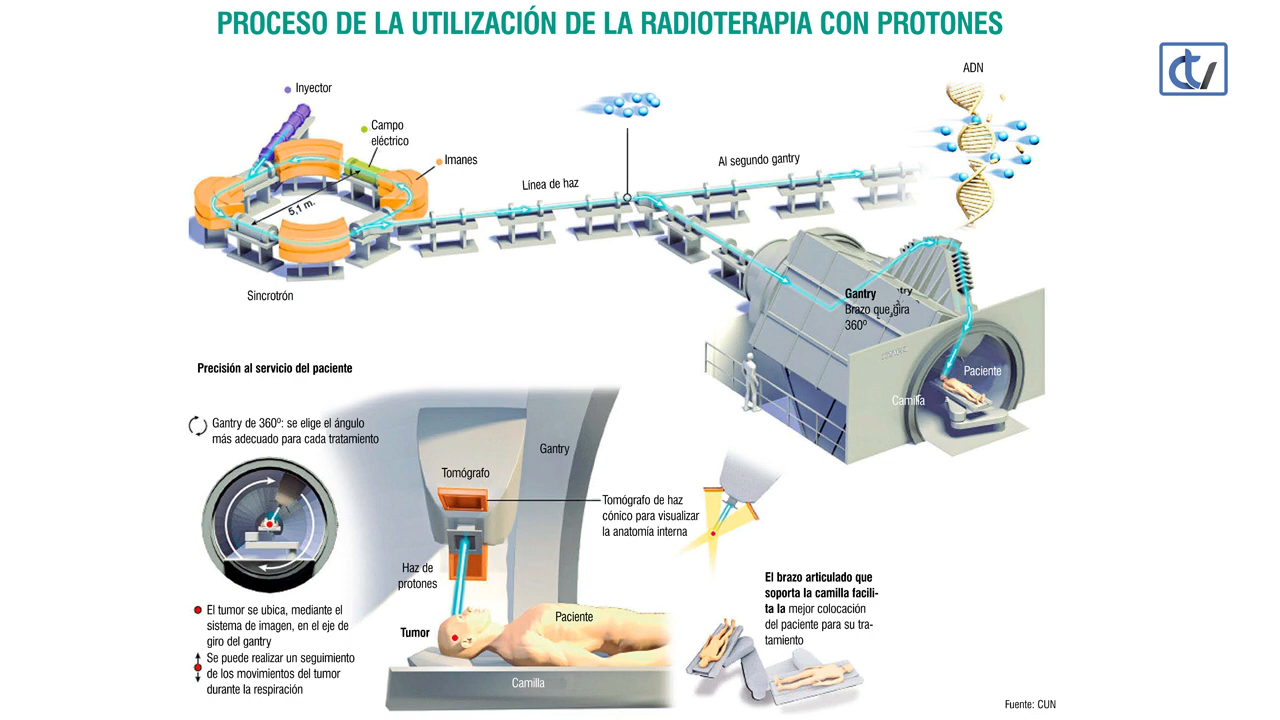 PROCESO DE LA UTILIZACIÓN DE LA RADIOTERAPIA CON PROTONES
ADN
Inyector
Campo
eléctrico
Imanes
Al segundo gantry
Línea de haz
5,1 m.
Sincrotrón
Gantry
Brazo que gira
360º
Paciente
Camilla
Precisión al servicio del paciente
Gantry de 360º: se elige el ángulo
más adecuado para cada tratamiento
Gantry
Tomógrafo
Tomógrafo de haz
cónico para visualizar
la anatomía interna
Haz de
protones
El tumor se ubica, mediante el
sistema de imagen, en el eje de
giro del gantry
Se puede realizar un seguimiento
de los movimientos del tumor
durante la respiración
Tumor
Paciente
Camilla
El brazo articulado que
soporta la camilla facili-
ta la mejor colocación
del paciente para su tra-
tamiento
Fuente: CUN